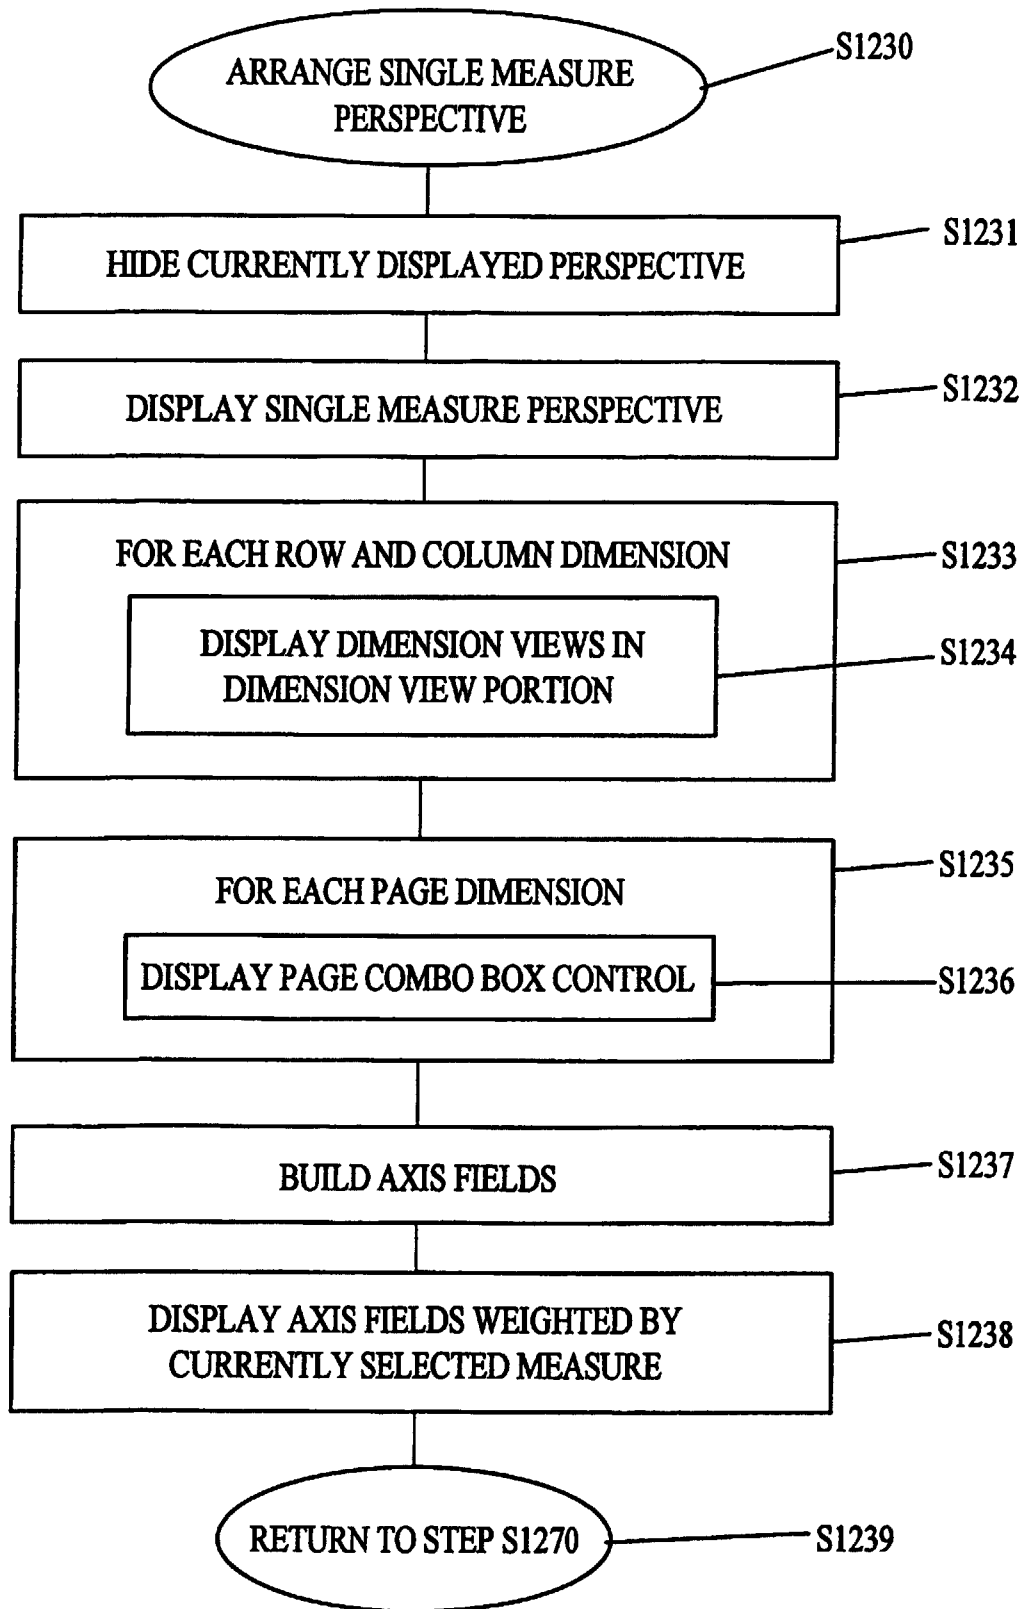 ARRANGE SINGLE MEASURE
PERSPECTIVE
S1230
HIDE CURRENTLY DISPLAYED PERSPECTIVE
S1231
DISPLAY SINGLE MEASURE PERSPECTIVE
S1232
FOR EACH ROW AND COLUMN DIMENSION
S1233
DISPLAY DIMENSION VIEWS IN
DIMENSION VIEW PORTION
S1234
FOR EACH PAGE DIMENSION
S1235
DISPLAY PAGE COMBO BOX CONTROL
S1236
BUILD AXIS FIELDS
S1237
DISPLAY AXIS FIELDS WEIGHTED BY
CURRENTLY SELECTED MEASURE
S1238
RETURN TO STEP S1270
S1239